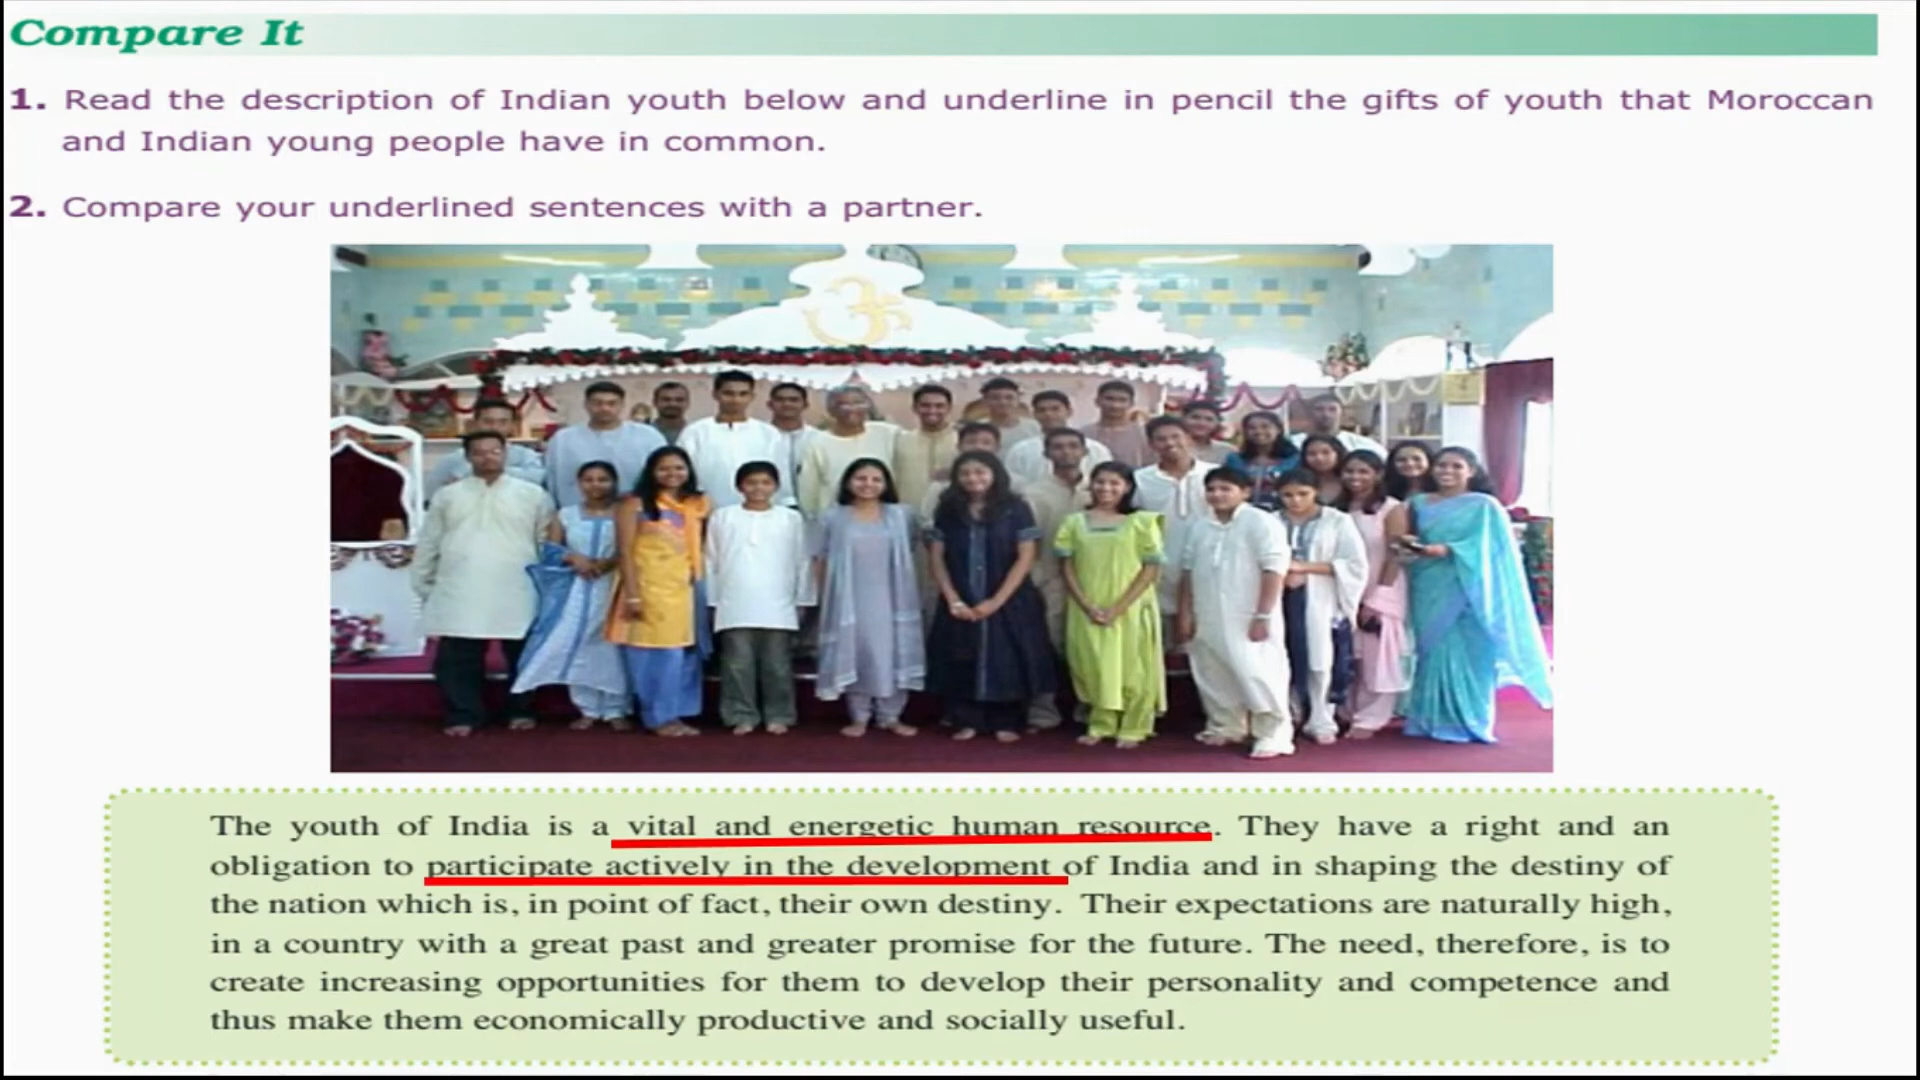 Compare It
1. Read the description of Indian youth below and underline in pencil the gifts of youth that Moroccan
and Indian young people have in common.
2. Compare your underlined sentences with a partner.
ॐ
The youth of India is a vital and energetic human resource. They have a right and an
obligation to participate actively in the development of India and in shaping the destiny of
the nation which is, in point of fact, their own destiny. Their expectations are naturally high,
in a country with a great past and greater promise for the future. The need, therefore, is to
create increasing opportunities for them to develop their personality and competence and
thus make them economically productive and socially useful.